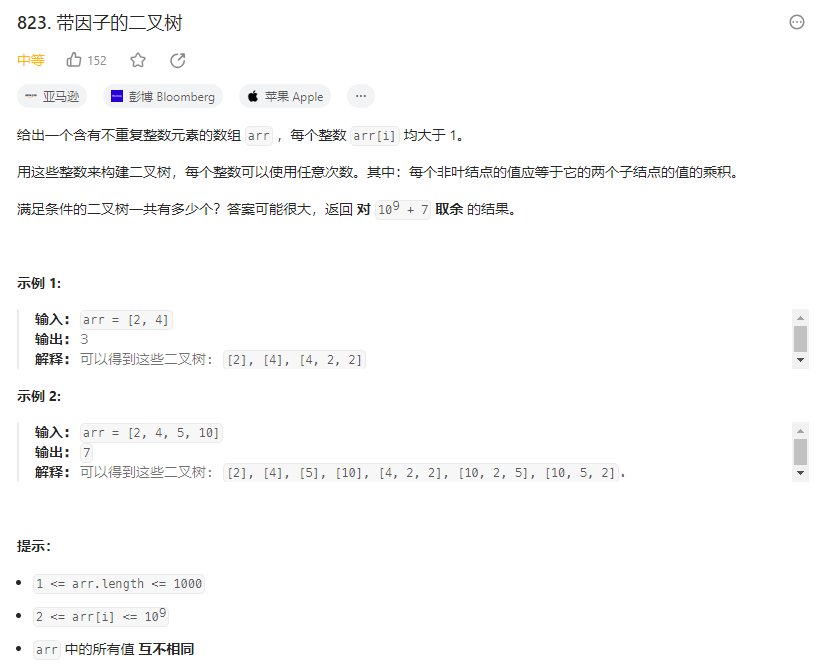 823. 带因子的二叉树
中等 152
亚马逊 彭博 Bloomberg 苹果 Apple ...
给出一个含有不重复整数元素的数组 arr ，每个整数 arr[i] 均大于 1。
用这些整数来构建二叉树，每个整数可以使用任意次数。其中：每个非叶结点的值应等于它的两个子结点的值的乘积。
满足条件的二叉树一共有多少个？答案可能很大，返回 对 10⁹ + 7 取余 的结果。
示例 1:
输入: arr = [2, 4]
输出: 3
解释: 可以得到这些二叉树: [2], [4], [4, 2, 2]
示例 2:
输入: arr = [2, 4, 5, 10]
输出: 7
解释: 可以得到这些二叉树: [2], [4], [5], [10], [4, 2, 2], [10, 2, 5], [10, 5, 2].
提示：
• 1 <= arr.length <= 1000
• 2 <= arr[i] <= 10⁹
• arr 中的所有值 互不相同